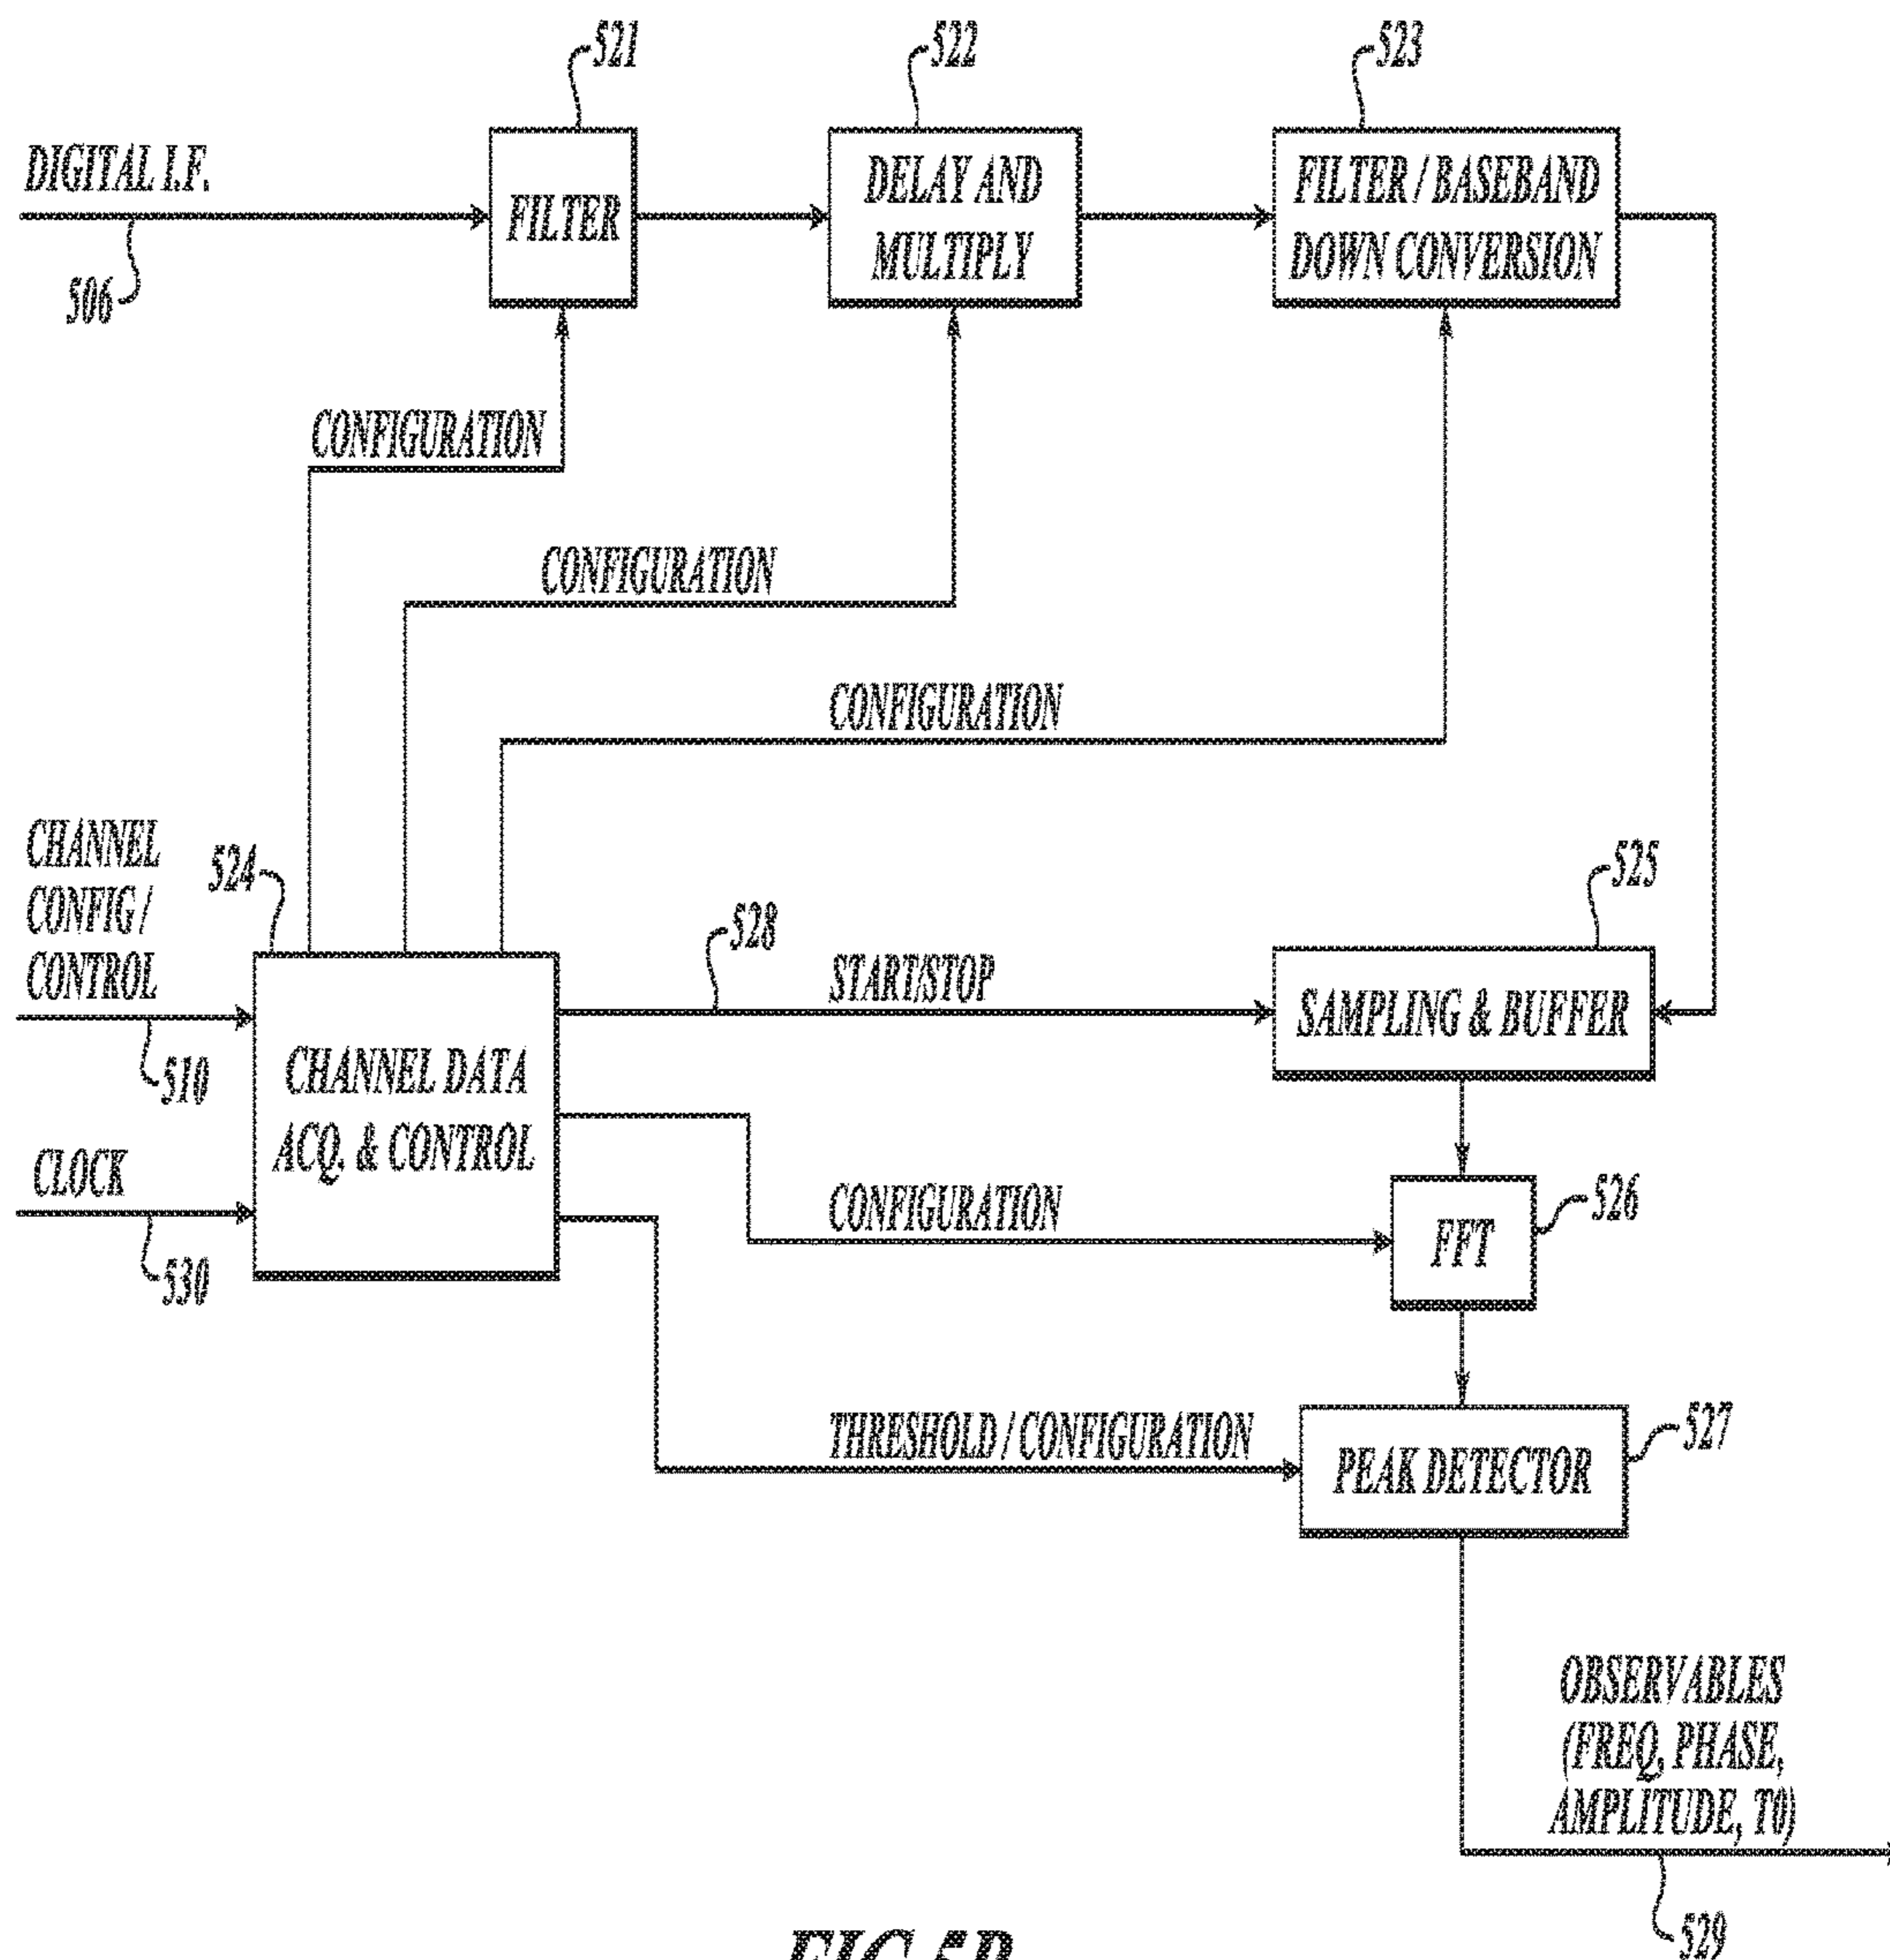 521
522
523
DIGITAL I.F.
506
FILTER
DELAY AND
MULTIPLY
FILTER / BASEBAND
DOWN CONVERSION
CONFIGURATION
CONFIGURATION
CONFIGURATION
CHANNEL
CONFIG /
CONTROL
510
CLOCK
530
524
CHANNEL DATA
ACQ. & CONTROL
528
START/STOP
525
SAMPLING & BUFFER
CONFIGURATION
FFT
526
THRESHOLD / CONFIGURATION
PEAK DETECTOR
527
OBSERVABLES
(FREQ, PHASE,
AMPLITUDE, T0)
529
FIG. 5B